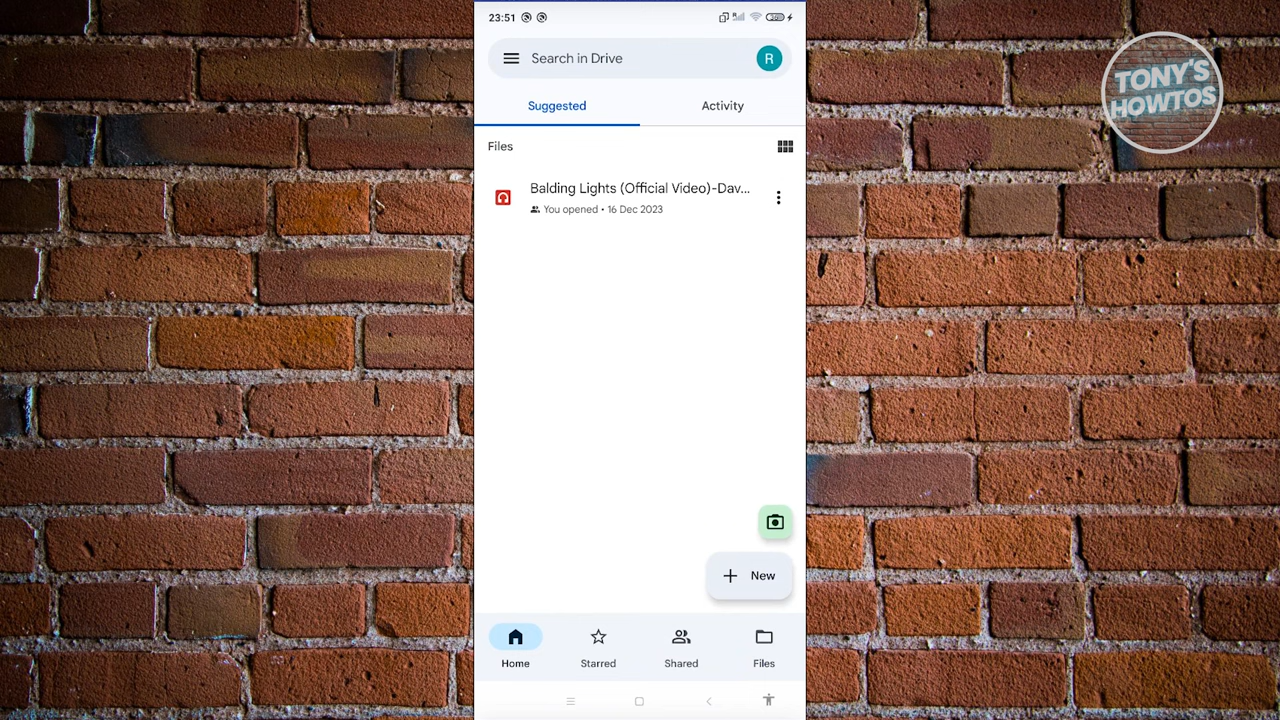 23:51
Search in Drive
R
Suggested
Activity
Files
Balding Lights (Official Video)-Dav...
You opened • 16 Dec 2023
New
Home
Starred
Shared
Files
TONY'S
HOWTOS